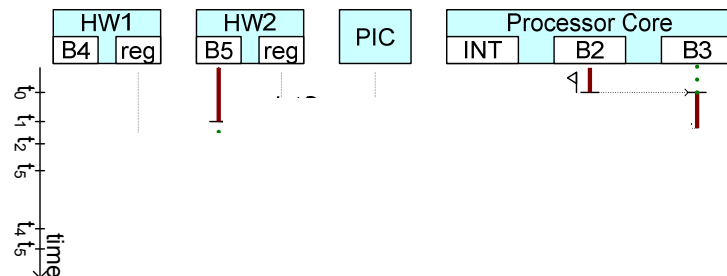 HW1
HW2
PIC
Processor Core
B4
reg
B5
reg
INT
B2
B3
t0
t1
t2
t5
t4
t5
time